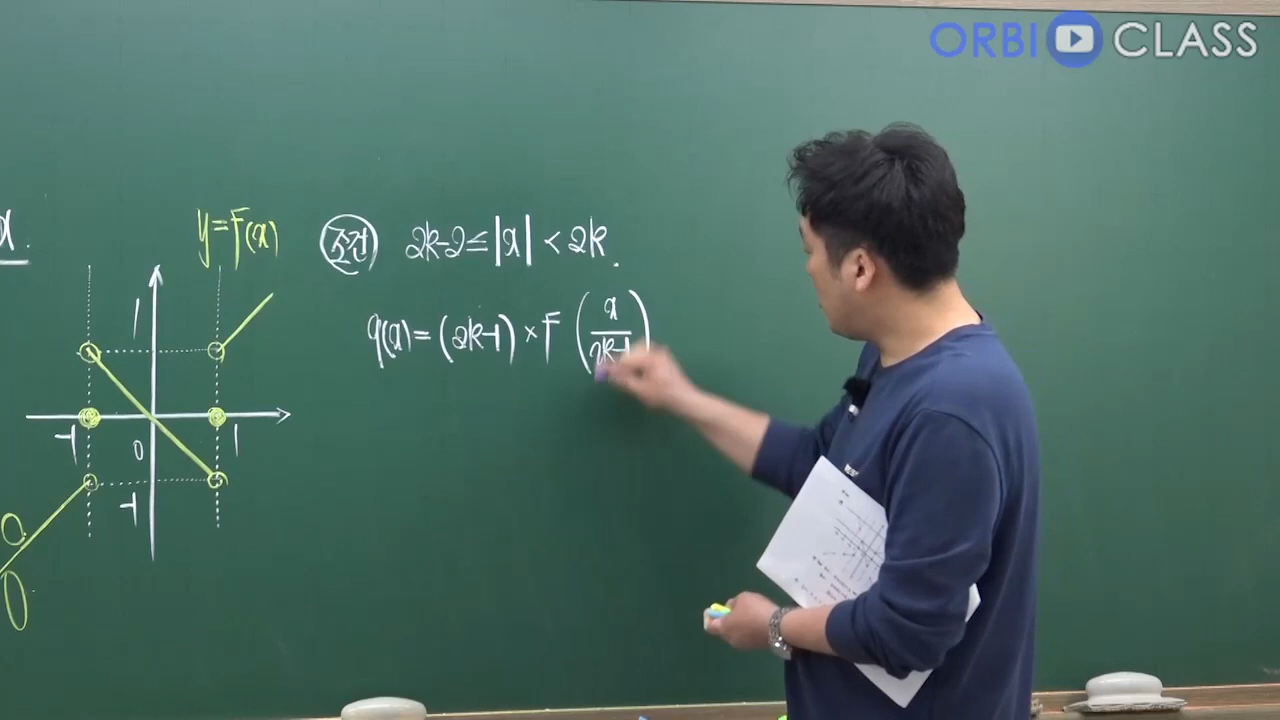 ORBI CLASS
x.
y=F(x)
조건 2k-2≤|x|<2k.
g(x)=(2k-1)×F(x/(2k-1))
1
-1 0 1
-1